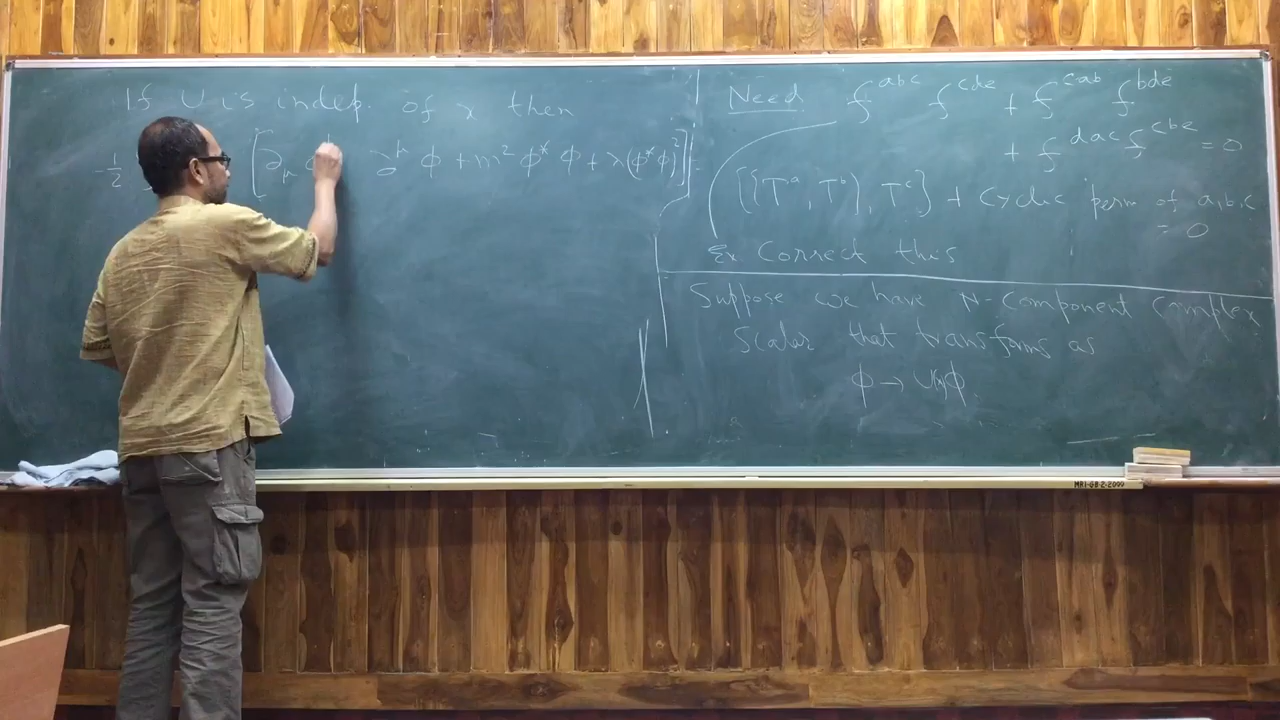 If U is indep. of x then
-1/2 [∂_μ φ ∂^μ φ + m² φ* φ + λ(φ* φ)²]
Need f^{abc} f^{cde} + f^{cab} f^{bde}
+ f^{dac} f^{cbe} = 0
[[T^a, T^b], T^c] + cyclic perm of a,b,c
= 0
Ex Correct this
Suppose we have N-Component Complex
Scalar that transforms as
φ → U(x)φ
MRI-GB-2-2000